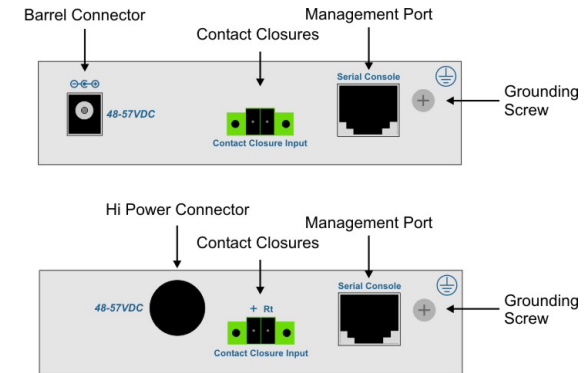 Barrel Connector
Management Port
Contact Closures
Serial Console
48-57VDC
Grounding
Screw
Contact Closure Input
Hi Power Connector
Management Port
Contact Closures
Serial Console
48-57VDC
+ Rt
Grounding
Screw
Contact Closure Input